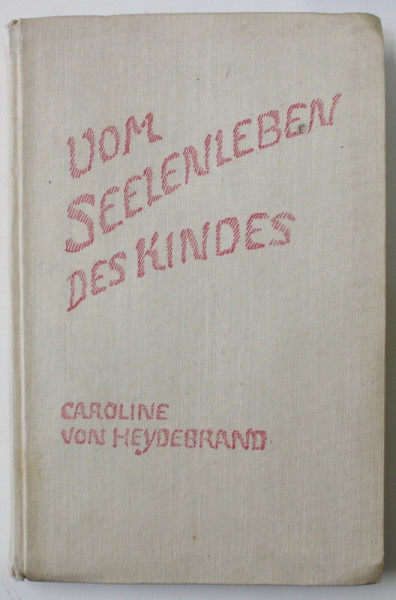 VOM
SEELENLEBEN
DES KINDES
CAROLINE
VON HEYDEBRAND